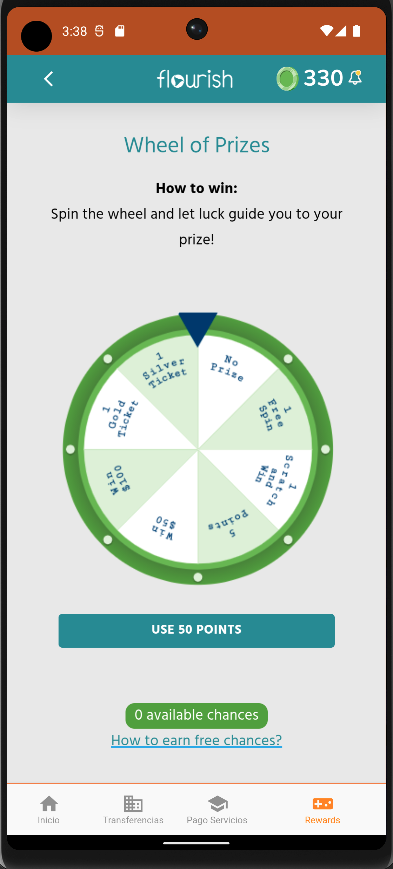 3:38
flourish
330
Wheel of Prizes
How to win:
Spin the wheel and let luck guide you to your
prize!
1
Silver
Ticket
No
Prize
1
Gold
Ticket
1
Free
Spin
Win
$100
1
Scratch
and
Win
Win
$50
5
Points
USE 50 POINTS
0 available chances
How to earn free chances?
Inicio
Transferencias
Pago Servicios
Rewards